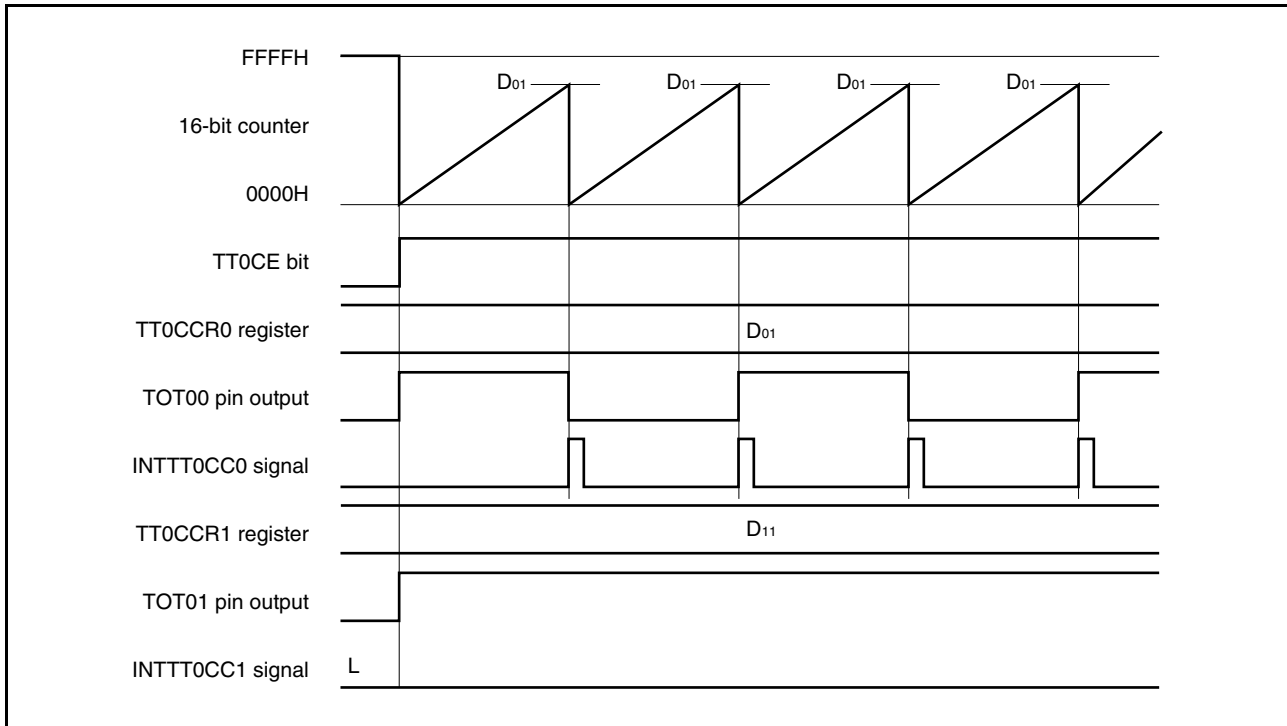 FFFFH
D01 D01 D01 D01
16-bit counter
0000H
TT0CE bit
TT0CCR0 register D01
TOT00 pin output
INTTT0CC0 signal
TT0CCR1 register D11
TOT01 pin output
INTTT0CC1 signal L